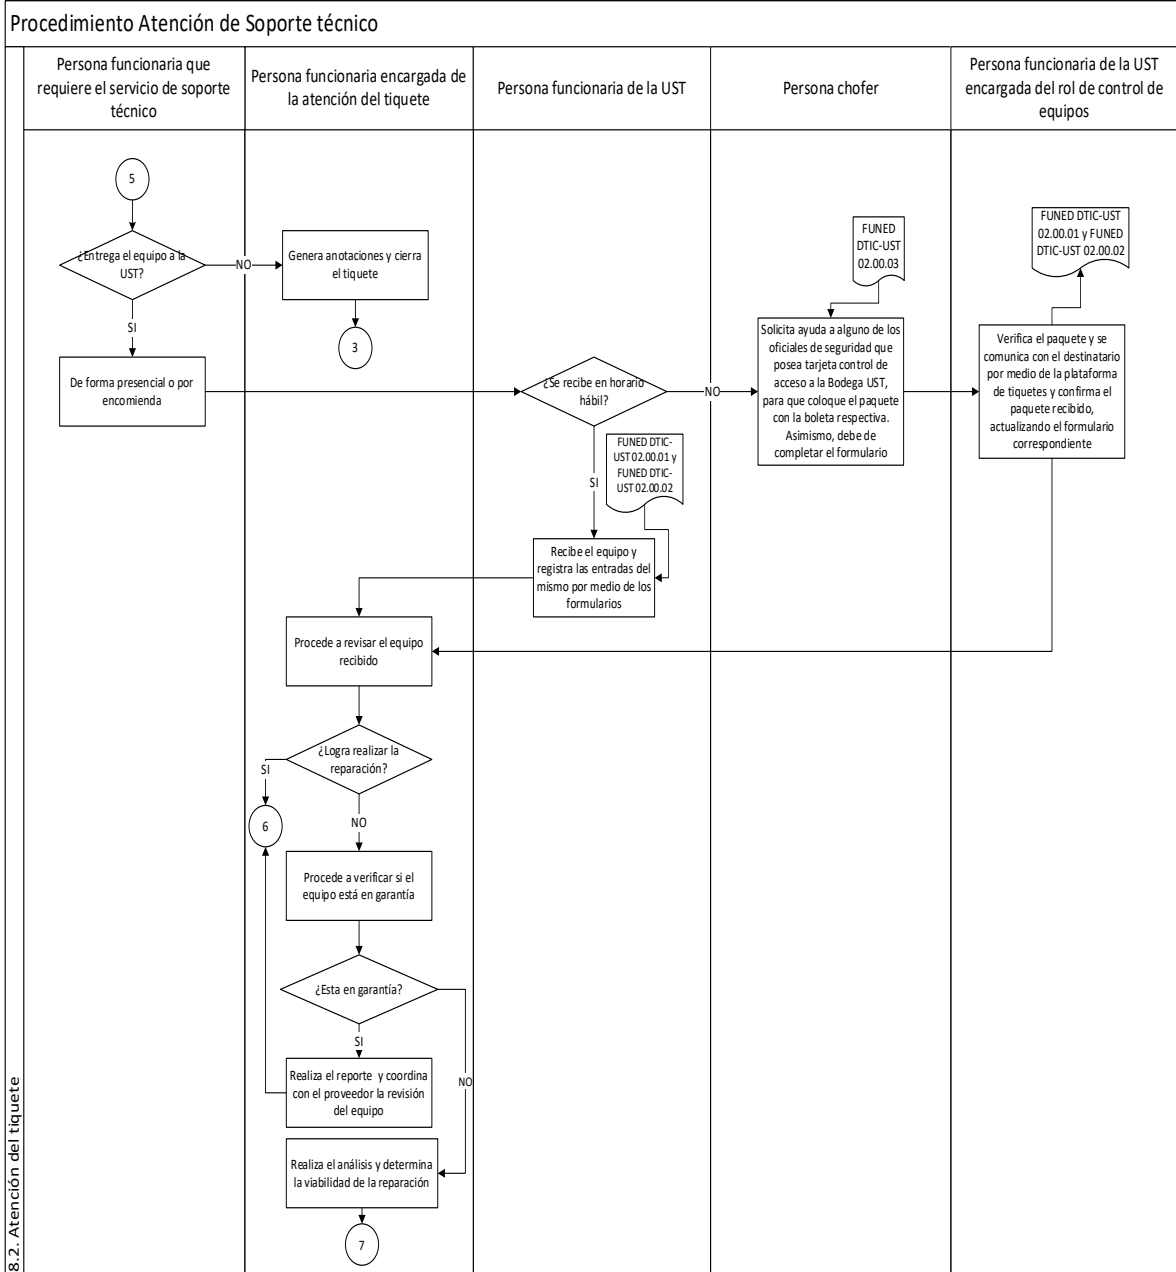 Procedimiento Atención de Soporte técnico
Persona funcionaria que
requiere el servicio de soporte
técnico
Persona funcionaria encargada de
la atención del tiquete
Persona funcionaria de la UST
Persona chofer
Persona funcionaria de la UST
encargada del rol de control de
equipos
8.2. Atención del tiquete
5
¿Entrega el equipo a la
UST?
NO
Genera anotaciones y cierra
el tiquete
3
SI
De forma presencial o por
encomienda
¿Se recibe en horario
hábil?
NO
FUNED
DTIC-UST
02.00.03
Solicita ayuda a alguno de los
oficiales de seguridad que
posea tarjeta control de
acceso a la Bodega UST,
para que coloque el paquete
con la boleta respectiva.
Asimismo, debe de
completar el formulario
FUNED DTIC-UST
02.00.01 y FUNED
DTIC-UST 02.00.02
Verifica el paquete y se
comunica con el destinatario
por medio de la plataforma
de tiquetes y confirma el
paquete recibido,
actualizando el formulario
correspondiente
SI
FUNED DTIC-
UST 02.00.01 y
FUNED DTIC-
UST 02.00.02
Recibe el equipo y
registra las entradas del
mismo por medio de los
formularios
Procede a revisar el equipo
recibido
¿Logra realizar la
reparación?
SI
6
NO
Procede a verificar si el
equipo está en garantía
¿Esta en garantía?
SI
NO
Realiza el reporte y coordina
con el proveedor la revisión
del equipo
Realiza el análisis y determina
la viabilidad de la reparación
7